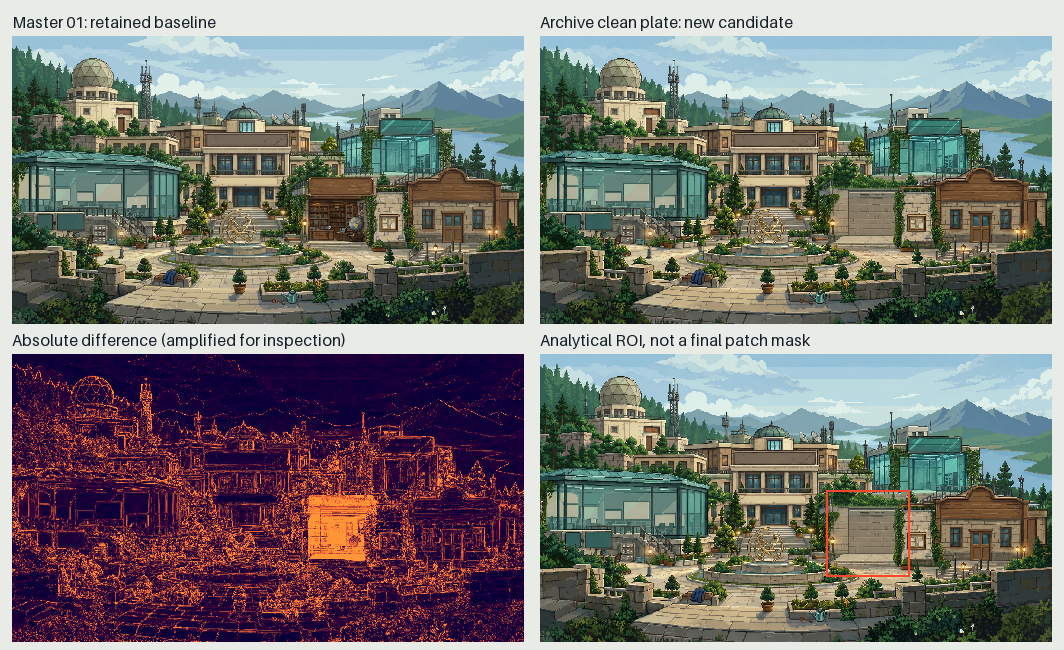 Master 01: retained baseline
Archive clean plate: new candidate
Absolute difference (amplified for inspection)
Analytical ROI, not a final patch mask